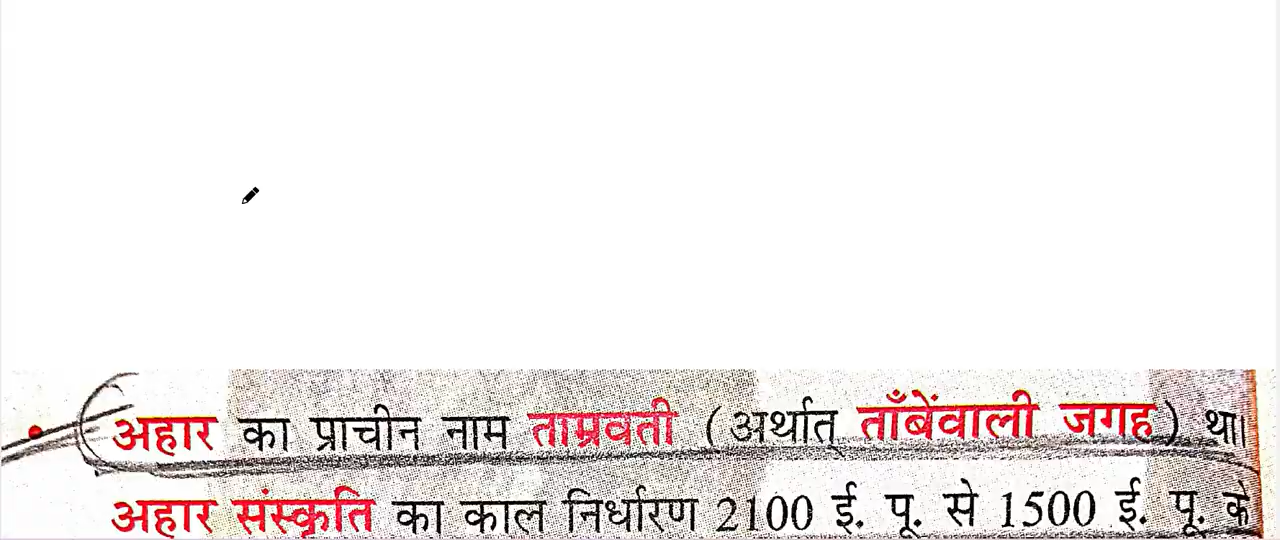 अहार का प्राचीन नाम ताम्रवती (अर्थात् ताँबेंवाली जगह) था।
अहार संस्कृति का काल निर्धारण 2100 ई. पू. से 1500 ई. पू. के